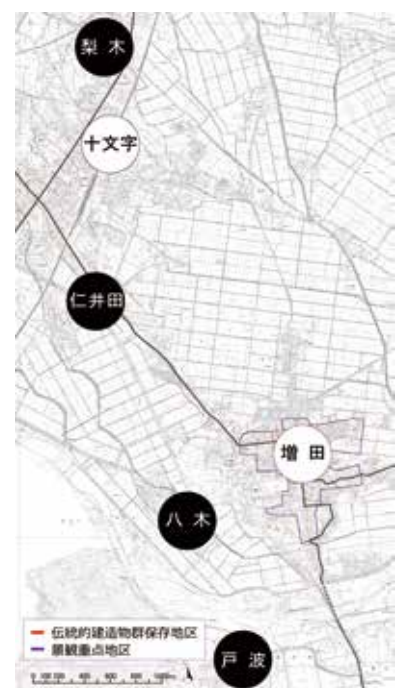 梨木
十文字
仁井田
増田
八木
伝統的建造物群保存地区
景観重点地区
戸波